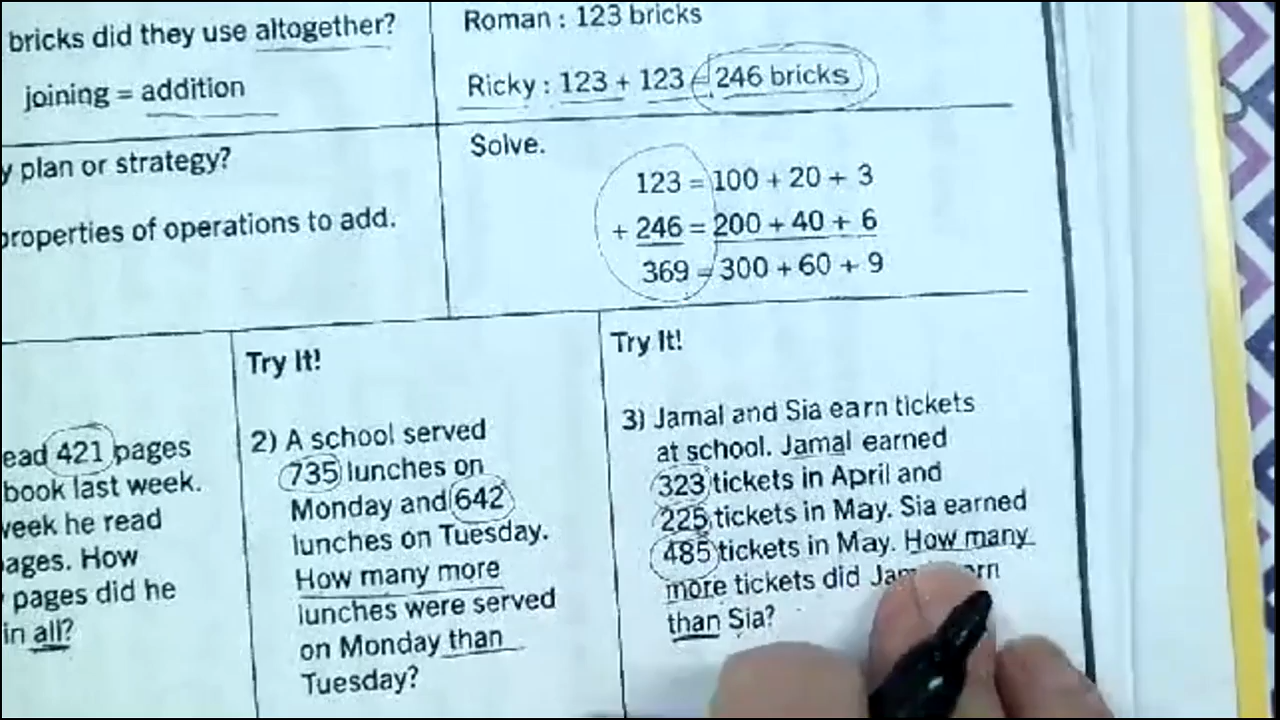 bricks did they use altogether?
joining = addition
Roman : 123 bricks
Ricky : 123 + 123 = 246 bricks
plan or strategy?
properties of operations to add.
Solve.
123 = 100 + 20 + 3
+ 246 = 200 + 40 + 6
369 = 300 + 60 + 9
421 pages
book last week.
week he read
How
pages did he
in all?
Try It!
2) A school served
735 lunches on
Monday and 642
lunches on Tuesday.
How many more
lunches were served
on Monday than
Tuesday?
Try It!
3) Jamal and Sia earn tickets
at school. Jamal earned
323 tickets in April and
225 tickets in May. Sia earned
485 tickets in May. How many
more tickets did
than Sia?